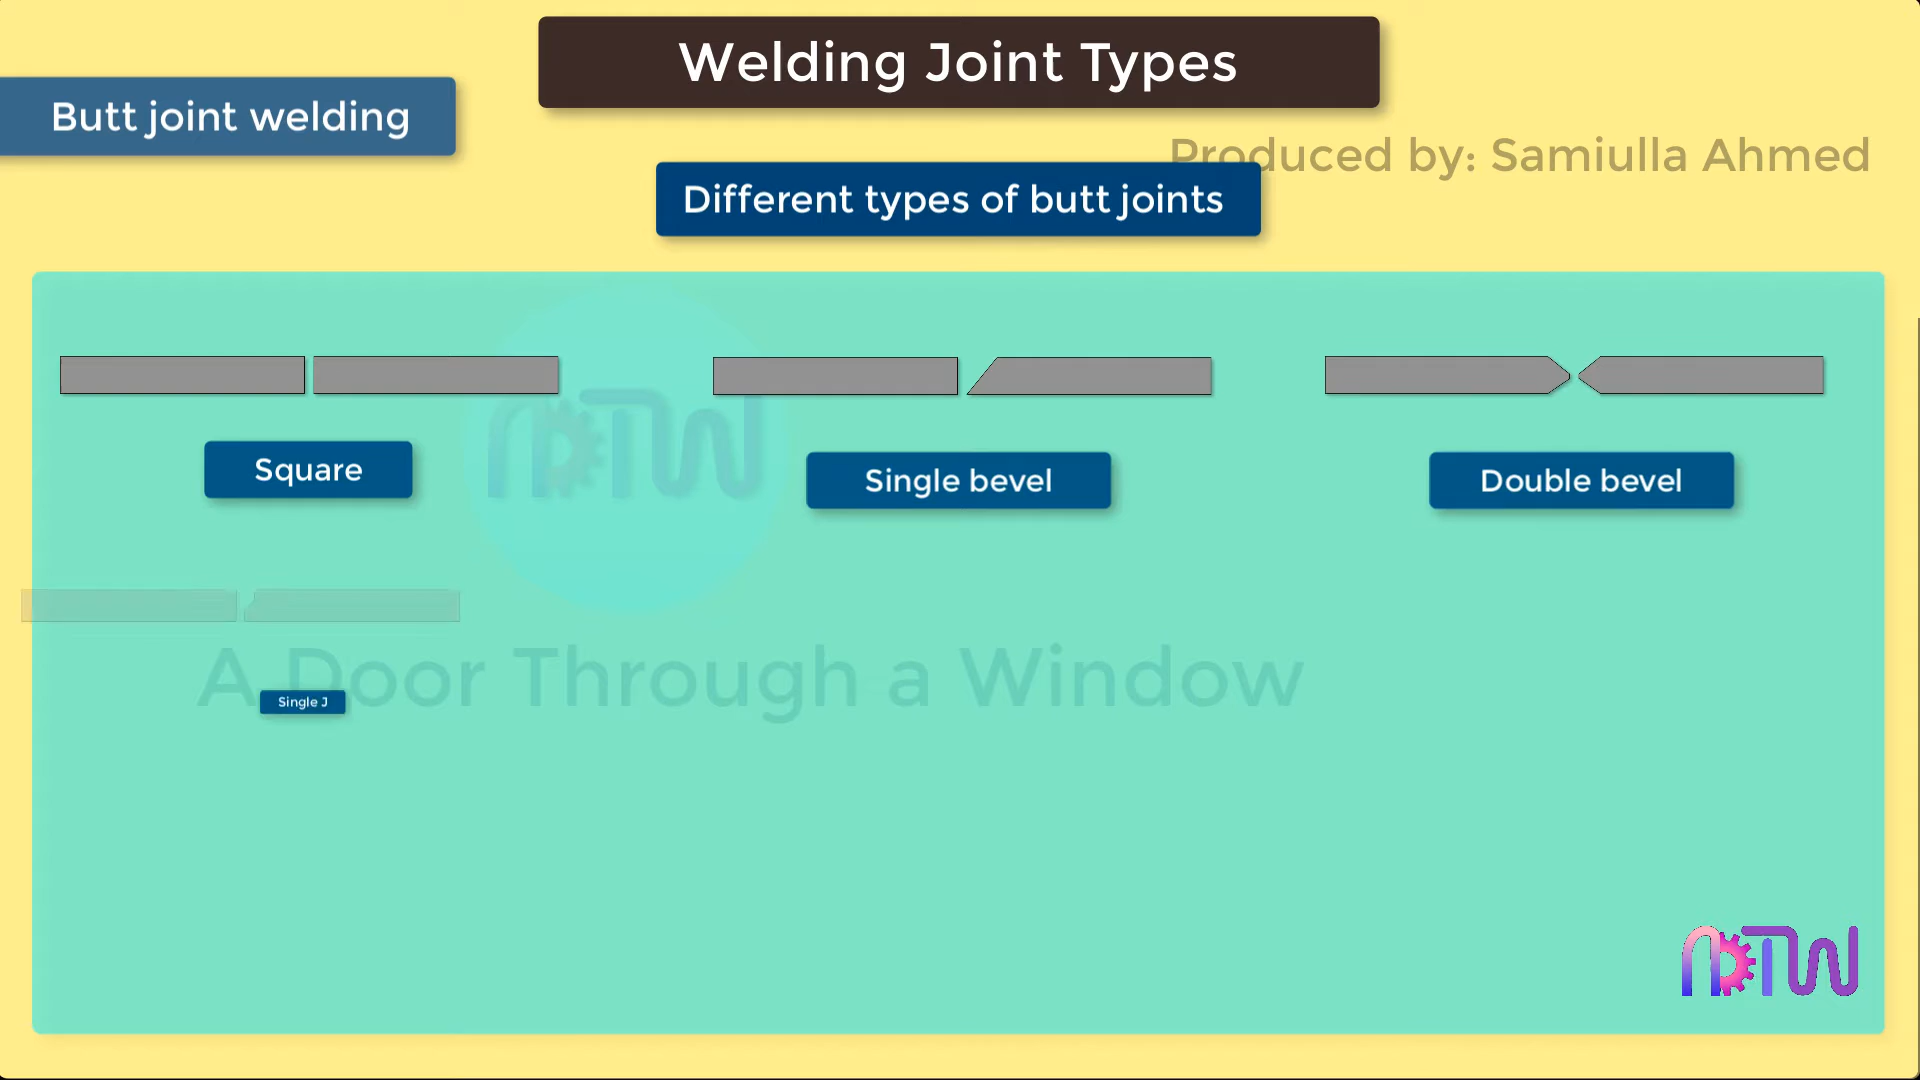 Welding Joint Types
Butt joint welding
Produced by: Samiulla Ahmed
Different types of butt joints
Square
Single bevel
Double bevel
A Door Through a Window
Single J
ADTW